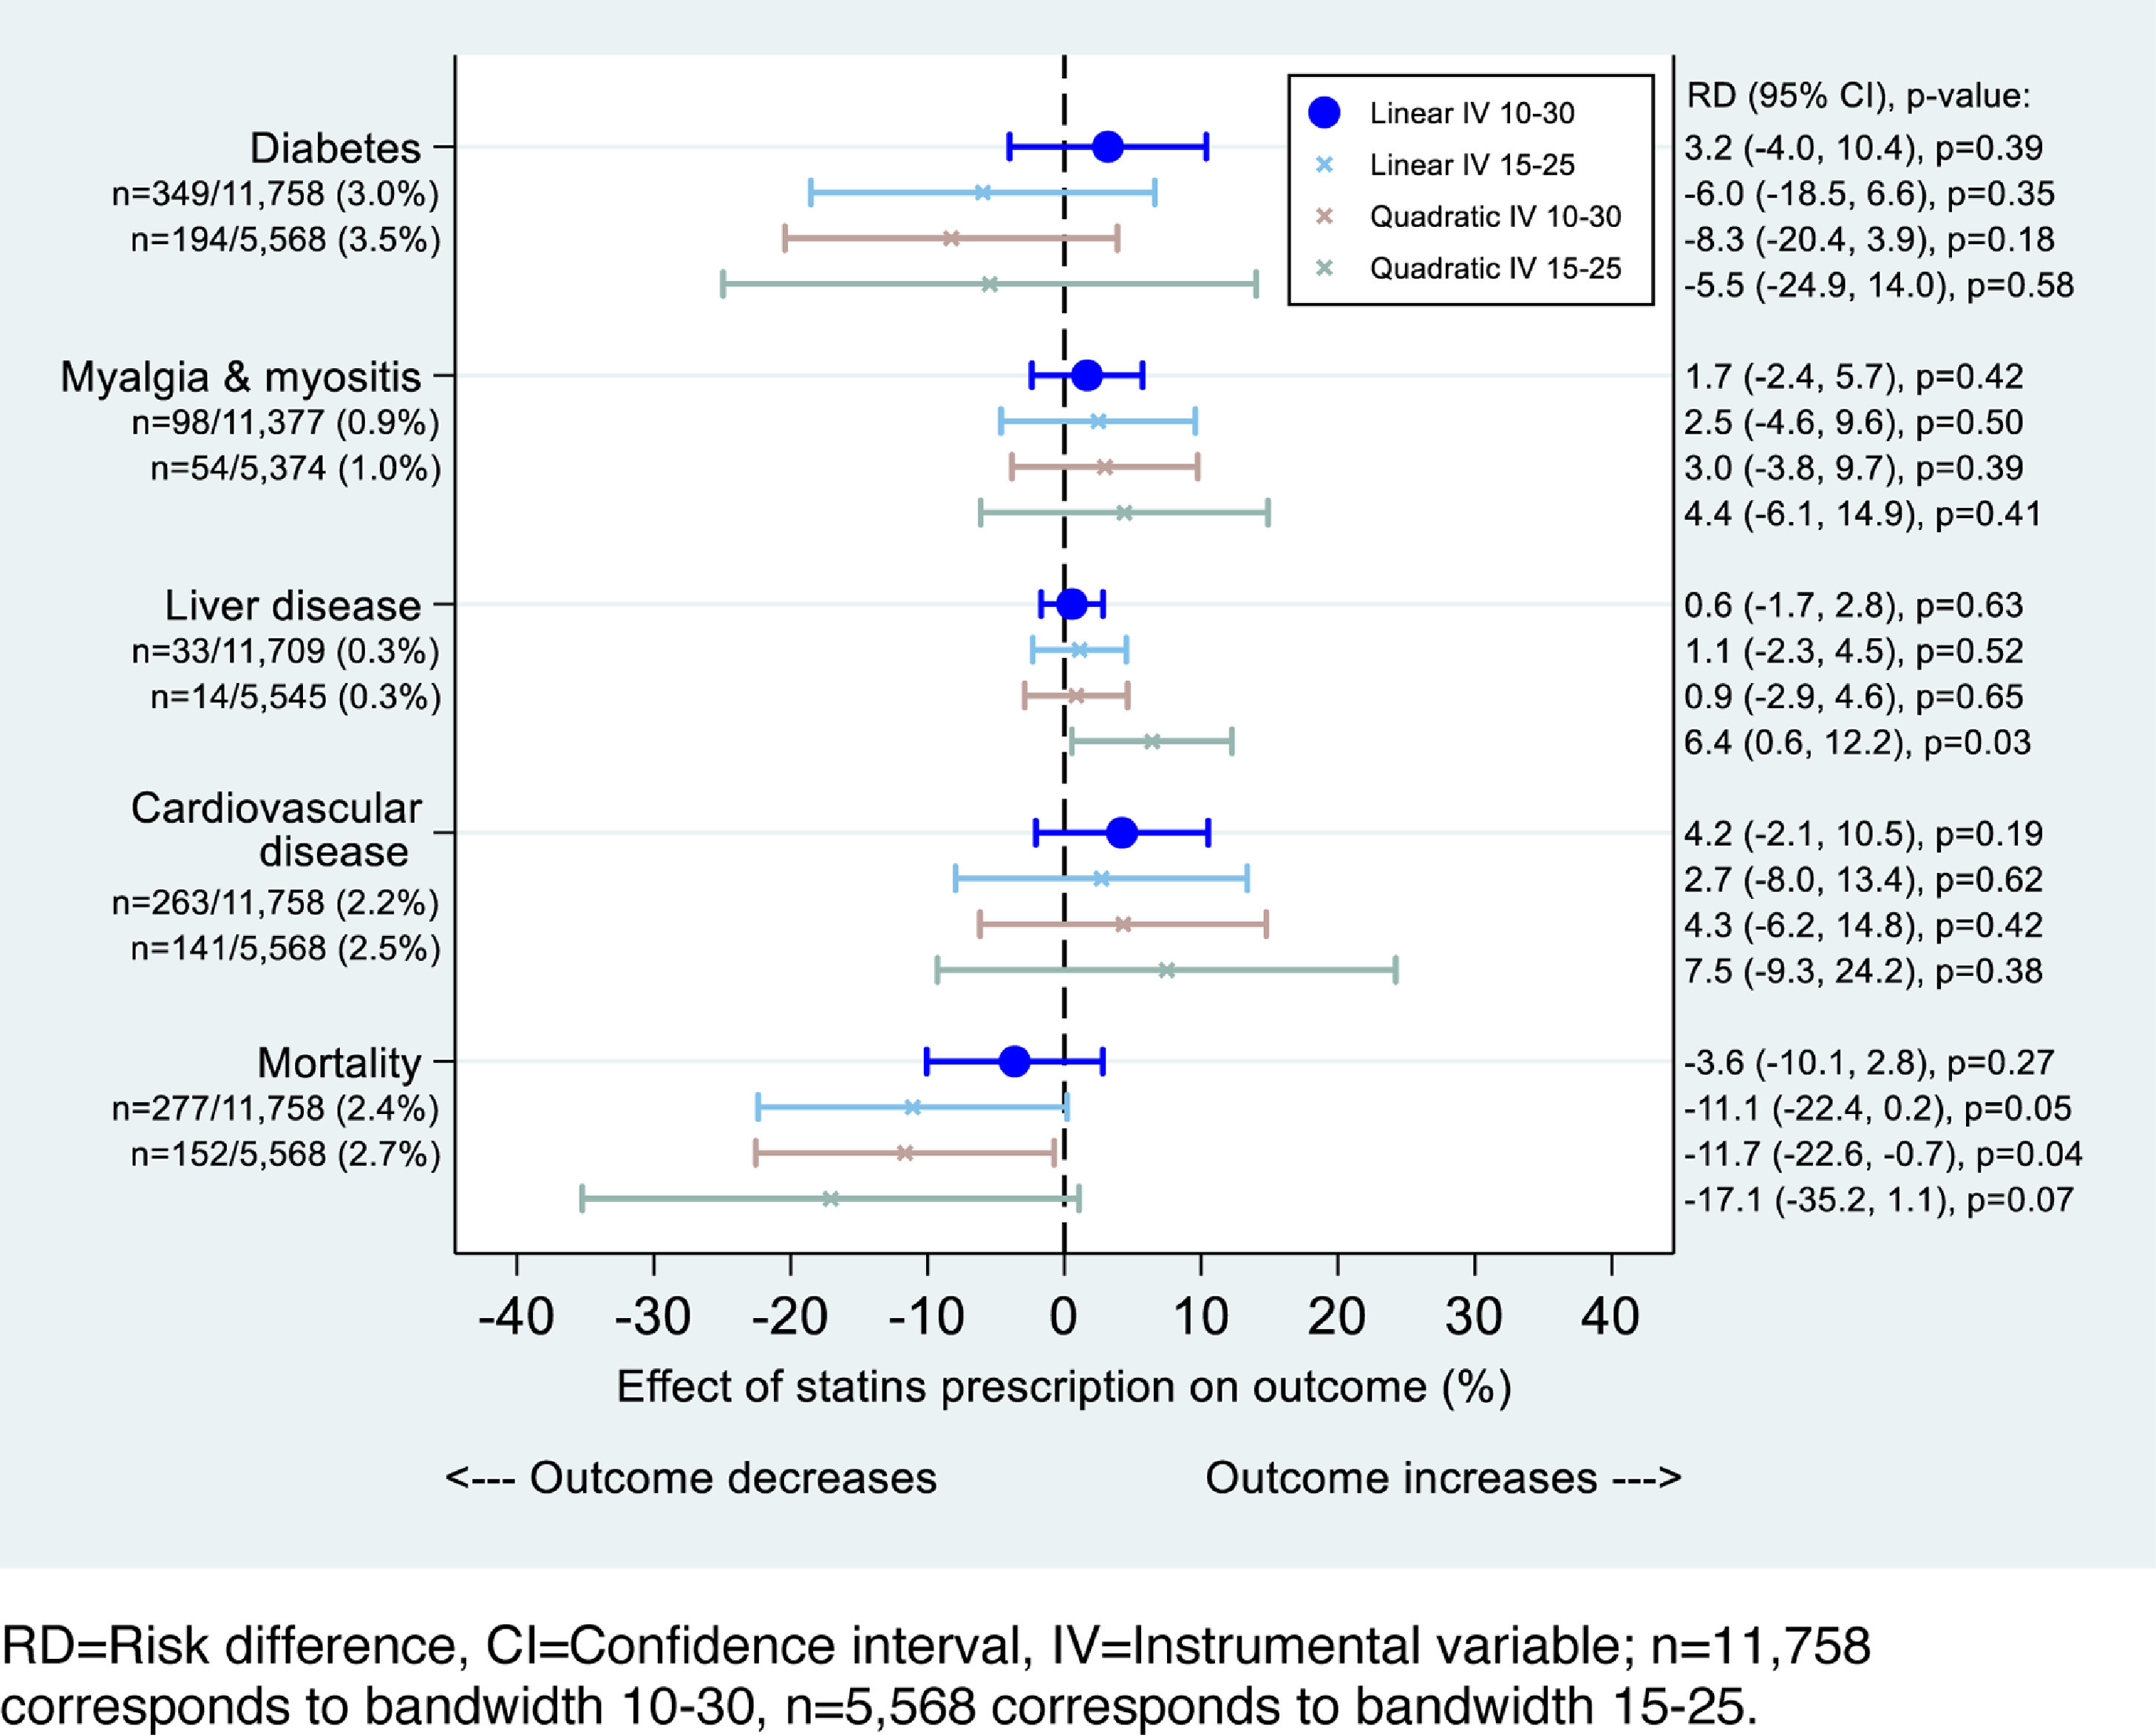 RD (95% CI), p-value:
Linear IV 10-30
Linear IV 15-25
Quadratic IV 10-30
Quadratic IV 15-25
Diabetes
3.2 (-4.0, 10.4), p=0.39
n=349/11,758 (3.0%)
-6.0 (-18.5, 6.6), p=0.35
n=194/5,568 (3.5%)
-8.3 (-20.4, 3.9), p=0.18
-5.5 (-24.9, 14.0), p=0.58
Myalgia & myositis
1.7 (-2.4, 5.7), p=0.42
n=98/11,377 (0.9%)
2.5 (-4.6, 9.6), p=0.50
n=54/5,374 (1.0%)
3.0 (-3.8, 9.7), p=0.39
4.4 (-6.1, 14.9), p=0.41
Liver disease
0.6 (-1.7, 2.8), p=0.63
n=33/11,709 (0.3%)
1.1 (-2.3, 4.5), p=0.52
n=14/5,545 (0.3%)
0.9 (-2.9, 4.6), p=0.65
6.4 (0.6, 12.2), p=0.03
Cardiovascular
disease
4.2 (-2.1, 10.5), p=0.19
n=263/11,758 (2.2%)
2.7 (-8.0, 13.4), p=0.62
n=141/5,568 (2.5%)
4.3 (-6.2, 14.8), p=0.42
7.5 (-9.3, 24.2), p=0.38
Mortality
-3.6 (-10.1, 2.8), p=0.27
n=277/11,758 (2.4%)
-11.1 (-22.4, 0.2), p=0.05
n=152/5,568 (2.7%)
-11.7 (-22.6, -0.7), p=0.04
-17.1 (-35.2, 1.1), p=0.07
-40 -30 -20 -10 0 10 20 30 40
Effect of statins prescription on outcome (%)
<--- Outcome decreases
Outcome increases --->
RD=Risk difference, CI=Confidence interval, IV=Instrumental variable; n=11,758
corresponds to bandwidth 10-30, n=5,568 corresponds to bandwidth 15-25.